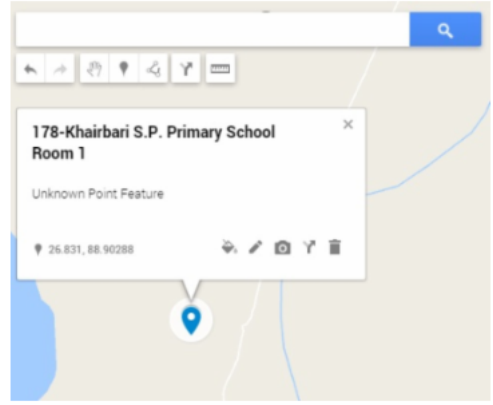 178-Khairbari S.P. Primary School
Room 1
Unknown Point Feature
26.831, 88.90288